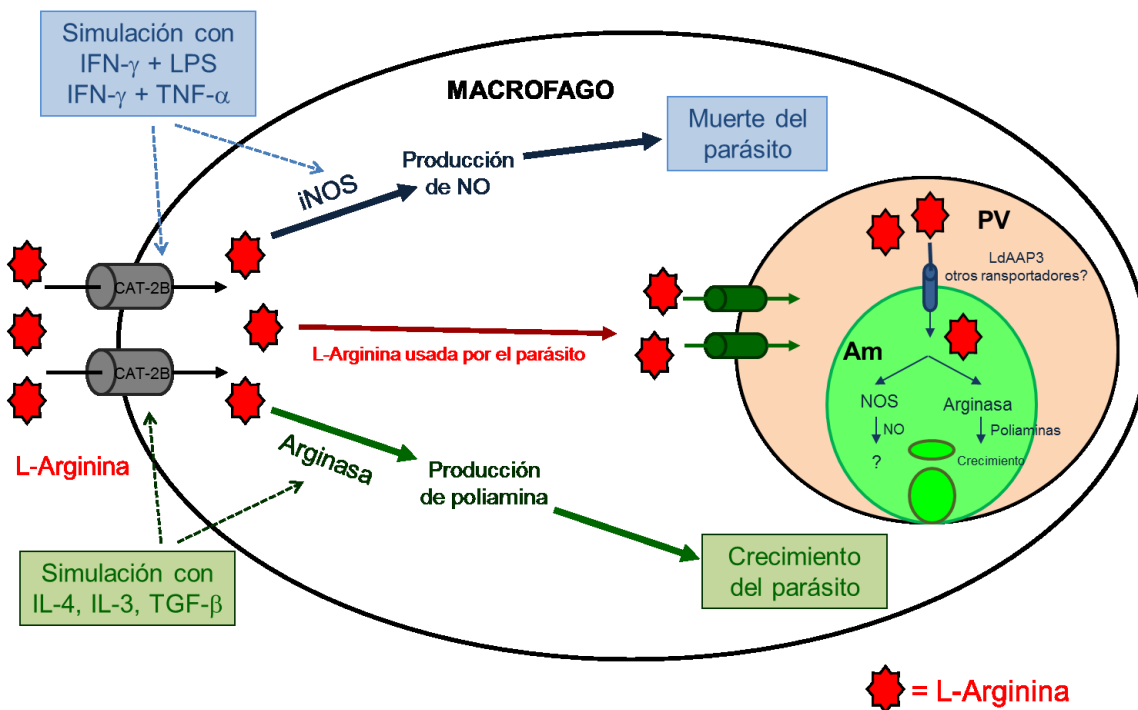 Simulación con
IFN-γ + LPS
IFN-γ + TNF-α
MACROFAGO
Muerte del
parásito
Producción
de NO
iNOS
PV
LdAAP3
otros ransportadores?
CAT-2B
L-Arginina usada por el parásito
Am
CAT-2B
NOS
Arginasa
NO
Poliaminas
?
Crecimiento
L-Arginina
Arginasa
Producción
de poliamina
Simulación con
IL-4, IL-3, TGF-β
Crecimiento
del parásito
= L-Arginina